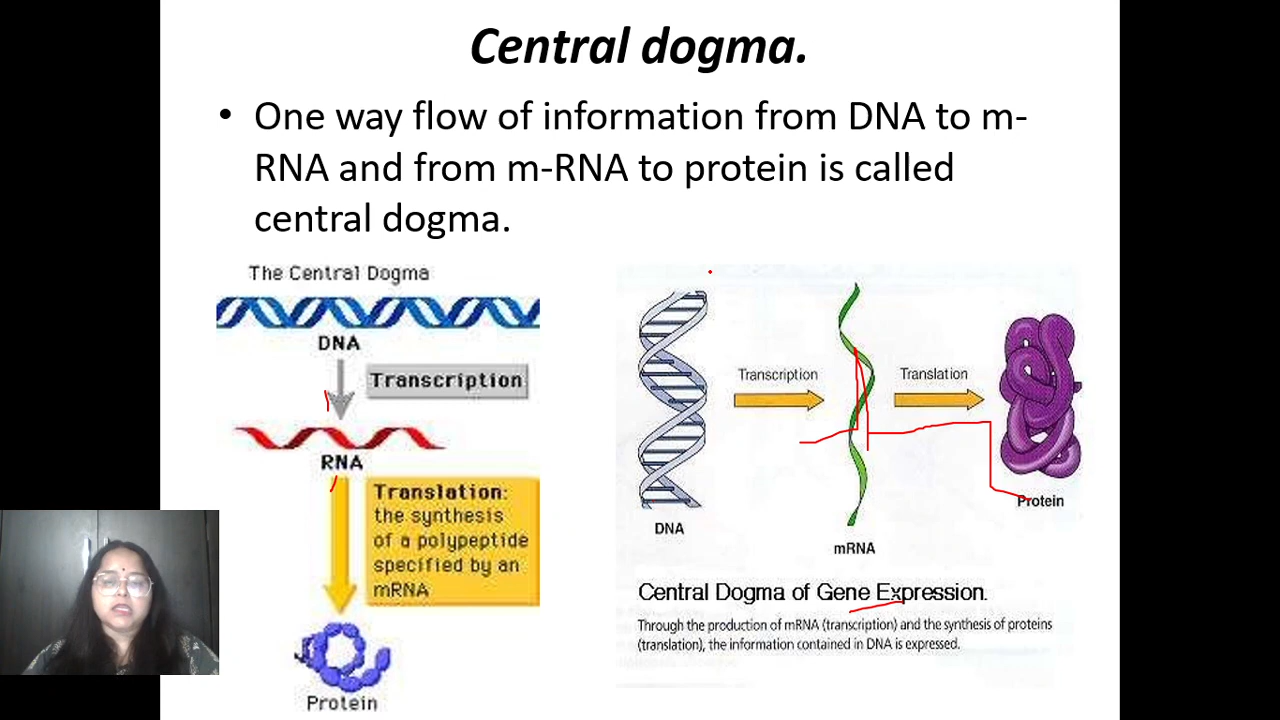 Central dogma.
• One way flow of information from DNA to m-
RNA and from m-RNA to protein is called
central dogma.
The Central Dogma
DNA
Transcription
RNA
Translation:
the synthesis
of a polypeptide
specified by an
mRNA
Protein
Transcription
Translation
DNA
mRNA
Protein
Central Dogma of Gene Expression.
Through the production of mRNA (transcription) and the synthesis of proteins
(translation), the information contained in DNA is expressed.